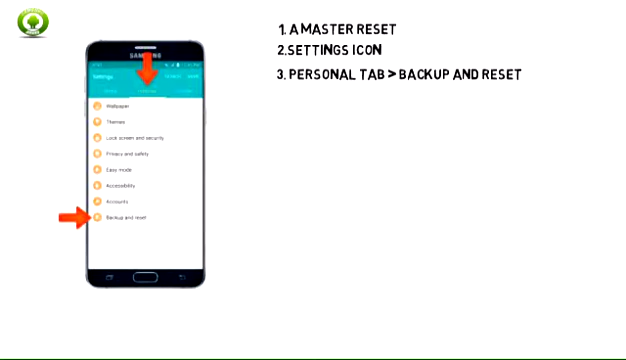 1. A MASTER RESET
2.SETTINGS ICON
3. PERSONAL TAB > BACKUP AND RESET
SAMSUNG
Settings
Wallpaper
Themes
Lock screen and security
Privacy and safety
Easy mode
Accessibility
Accounts
Backup and reset